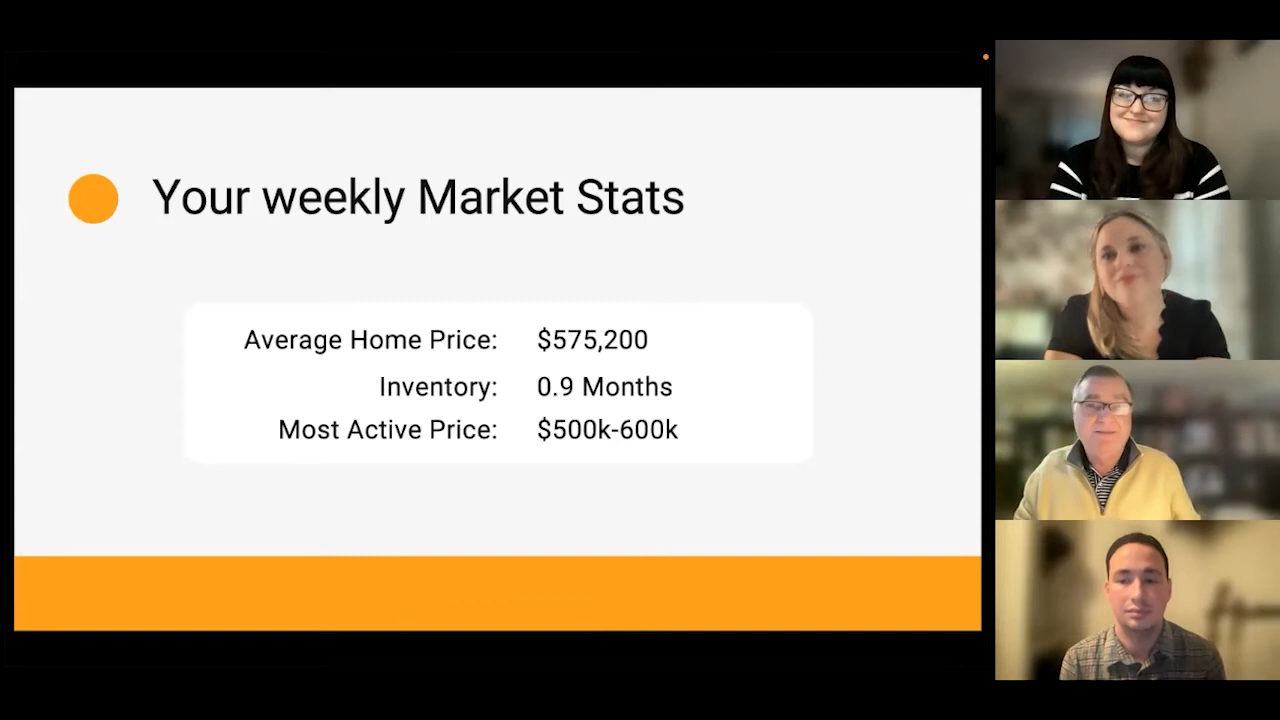 Your weekly Market Stats
Average Home Price: $575,200
Inventory: 0.9 Months
Most Active Price: $500k-600k